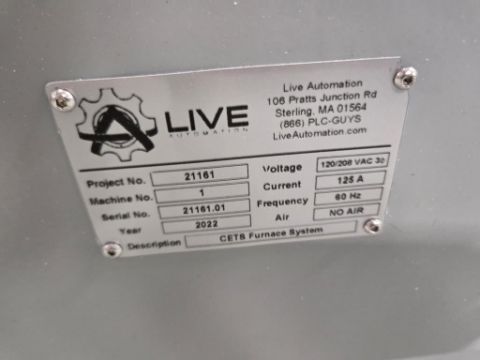 ALIVE
AUTOMATION
Live Automation
106 Pratts Junction Rd
Sterling, MA 01564
(866) PLC-GUYS
LiveAutomation.com
Project No. 21161
Machine No. 1
Serial No. 21161.01
Year 2022
Voltage 120/208 VAC 3Ø
Current 125 A
Frequency 60 Hz
Air NO AIR
Description CETS Furnace System